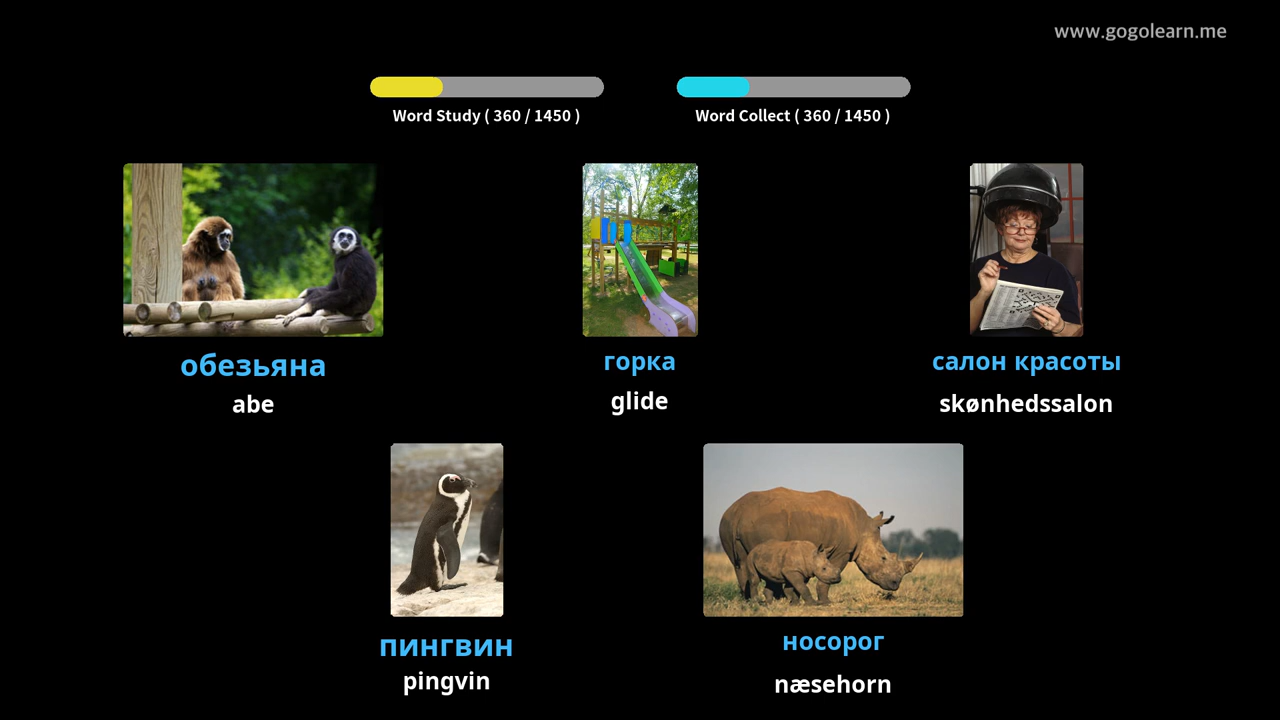 www.gogolearn.me
Word Study ( 360 / 1450 )
Word Collect ( 360 / 1450 )
обезьяна
abe
горка
glide
салон красоты
skønhedssalon
пингвин
pingvin
носорог
næsehorn